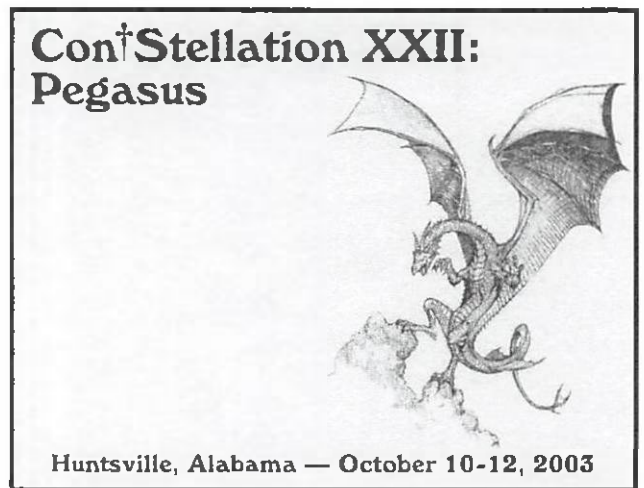 Con†Stellation XXII:
Pegasus
Huntsville, Alabama — October 10-12, 2003